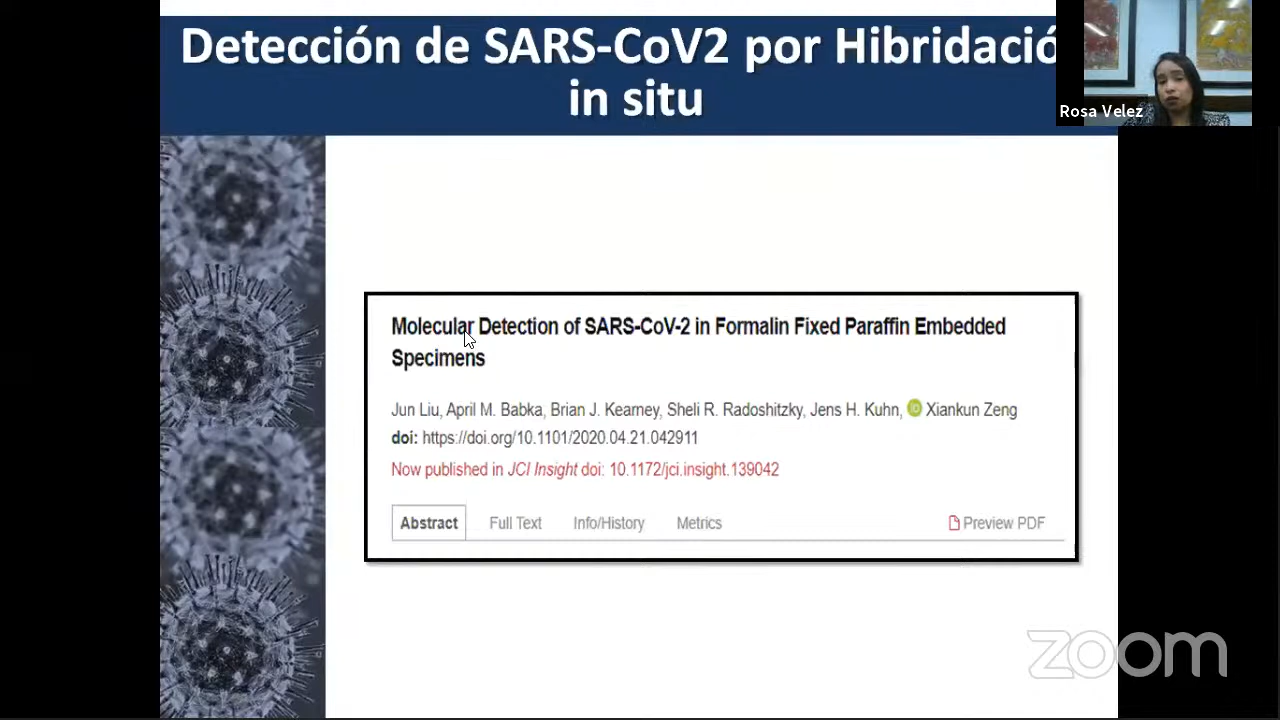 Detección de SARS-CoV2 por Hibridació
in situ
Rosa Velez
Molecular Detection of SARS-CoV-2 in Formalin Fixed Paraffin Embedded
Specimens
Jun Liu, April M. Babka, Brian J. Kearney, Sheli R. Radoshitzky, Jens H. Kuhn, iD Xiankun Zeng
doi: https://doi.org/10.1101/2020.04.21.042911
Now published in JCI Insight doi: 10.1172/jci.insight.139042
Abstract Full Text Info/History Metrics Preview PDF
zoom